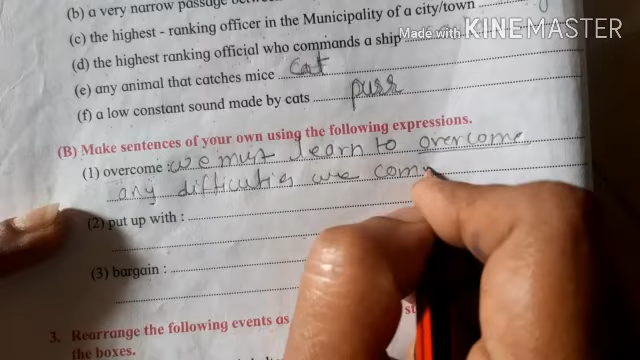 (b) a very narrow passage
(c) the highest - ranking officer in the Municipality of a city/town
Made with KINEMASTER
(d) the highest ranking official who commands a ship
(e) any animal that catches mice cat
(f) a low constant sound made by cats purr
(B) Make sentences of your own using the following expressions.
(1) overcome : we must learn to overcome
any difficuties we com
(2) put up with :
(3) bargain :
3. Rearrange the following events as
the boxes.